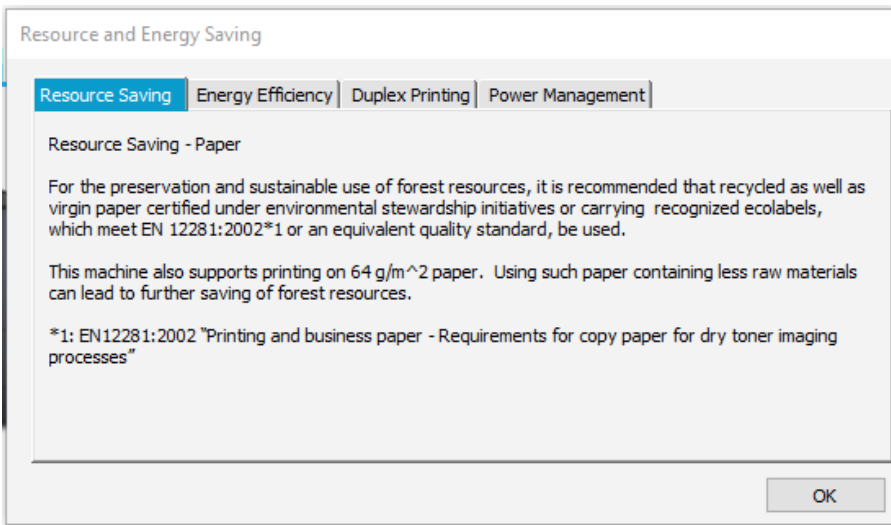 Resource and Energy Saving
Resource Saving
Energy Efficiency
Duplex Printing
Power Management
Resource Saving - Paper
For the preservation and sustainable use of forest resources, it is recommended that recycled as well as
virgin paper certified under environmental stewardship initiatives or carrying  recognized ecolabels,
which meet EN 12281:2002*1 or an equivalent quality standard, be used.
This machine also supports printing on 64 g/m^2 paper.  Using such paper containing less raw materials
can lead to further saving of forest resources.
*1: EN12281:2002 “Printing and business paper - Requirements for copy paper for dry toner imaging
processes”
OK